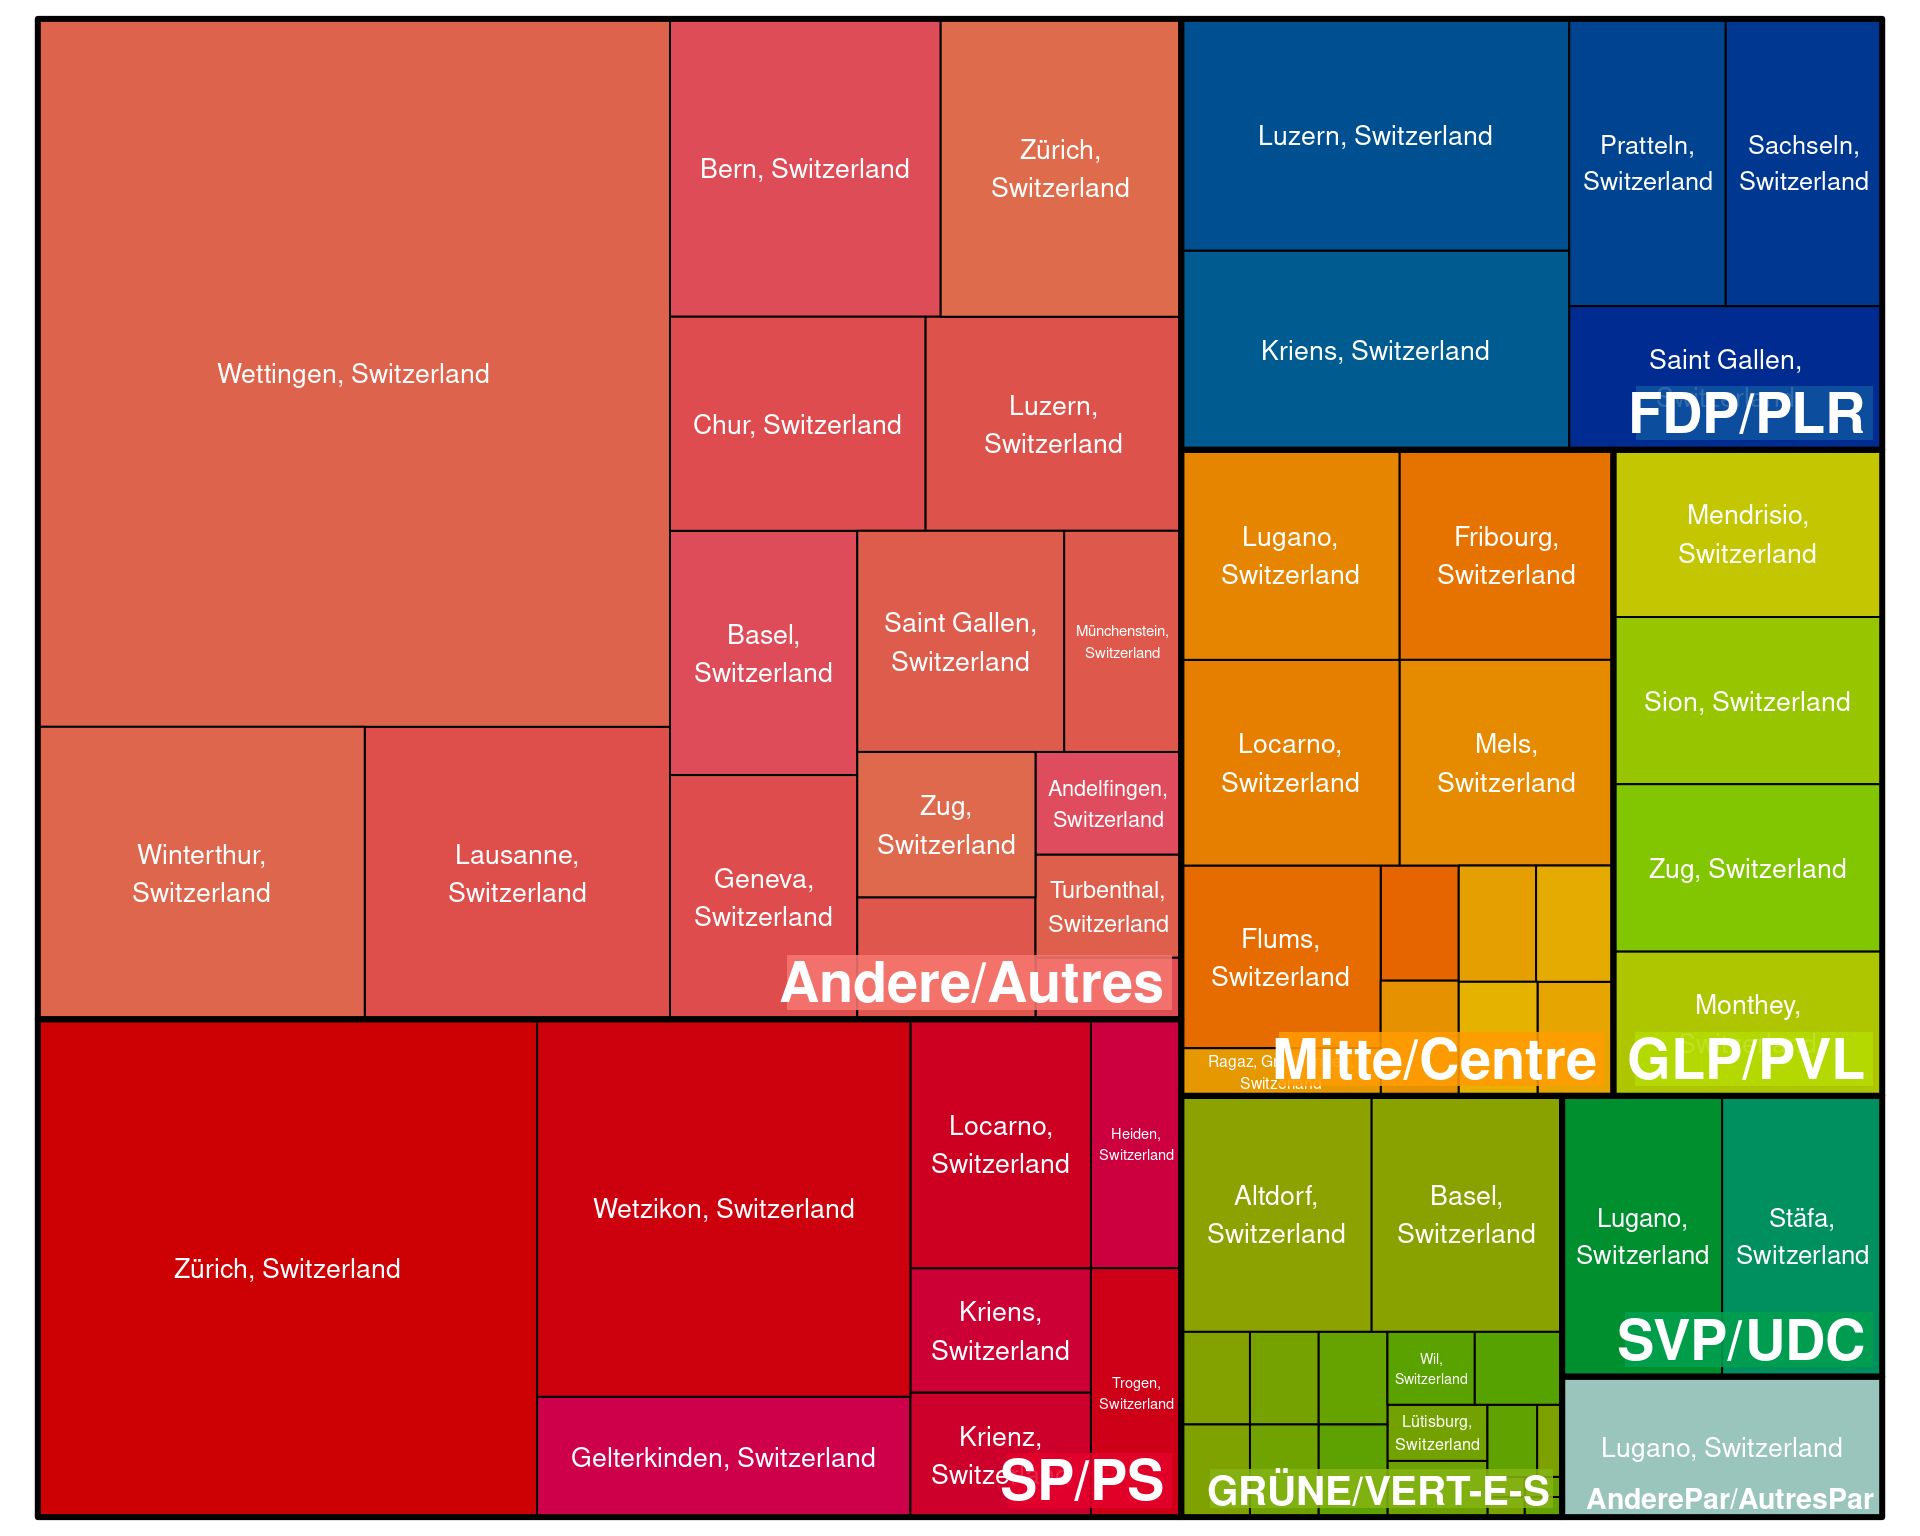 Wettingen, Switzerland
Bern, Switzerland
Zürich,
Switzerland
Chur, Switzerland
Luzern,
Switzerland
Basel,
Switzerland
Saint Gallen,
Switzerland
Münchenstein,
Switzerland
Winterthur,
Switzerland
Lausanne,
Switzerland
Geneva,
Switzerland
Zug,
Switzerland
Andelfingen,
Switzerland
Turbenthal,
Switzerland
Andere/Autres
Luzern, Switzerland
Pratteln,
Switzerland
Sachseln,
Switzerland
Kriens, Switzerland
Saint Gallen,
Switzerland
FDP/PLR
Lugano,
Switzerland
Fribourg,
Switzerland
Locarno,
Switzerland
Mels,
Switzerland
Flums,
Switzerland
Ragaz,
Switzerland
Mitte/Centre
Mendrisio,
Switzerland
Sion, Switzerland
Zug, Switzerland
Monthey,
GLP/PVL
Zürich, Switzerland
Wetzikon, Switzerland
Gelterkinden, Switzerland
Locarno,
Switzerland
Heiden,
Switzerland
Kriens,
Switzerland
Krienz,
Switze
Trogen,
Switzerland
SP/PS
Altdorf,
Switzerland
Basel,
Switzerland
Wil,
Switzerland
Lütisburg,
Switzerland
GRÜNE/VERT-E-S
Lugano,
Switzerland
Stäfa,
Switzerland
SVP/UDC
Lugano, Switzerland
AnderePar/AutresPar